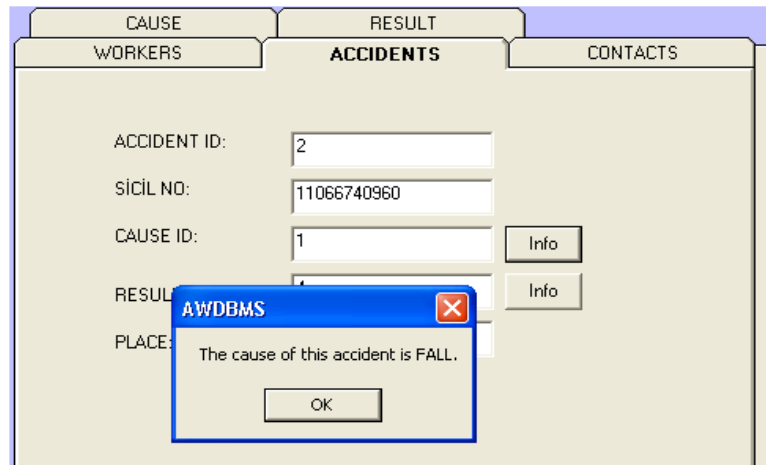 CAUSE RESULT
WORKERS ACCIDENTS CONTACTS
ACCIDENT ID: 2
SİCİL NO: 11066740960
CAUSE ID: 1 Info
RESUL Info
AWDBMS
PLACE:
The cause of this accident is FALL.
OK